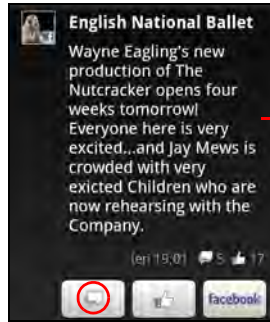 English National Ballet
Wayne Eagling's new
production of The
Nutcracker opens four
weeks tomorrow!
Everyone here is very
excited...and Jay Mews is
crowded with very
exicted Children who are
now rehearsing with the
Company.
Ieri 19:01 5 17
facebook